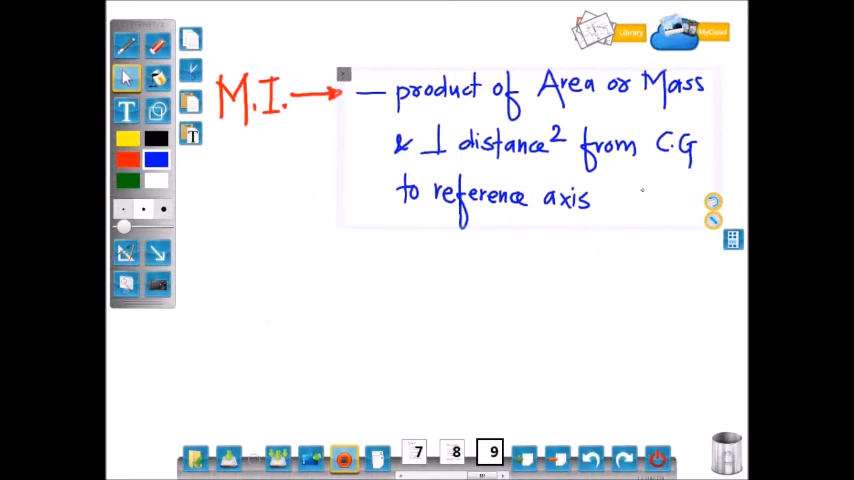 Library
MyCloud
M.I. → — product of Area or Mass
& ⊥ distance² from C.G
to reference axis
T
T
7 8 9